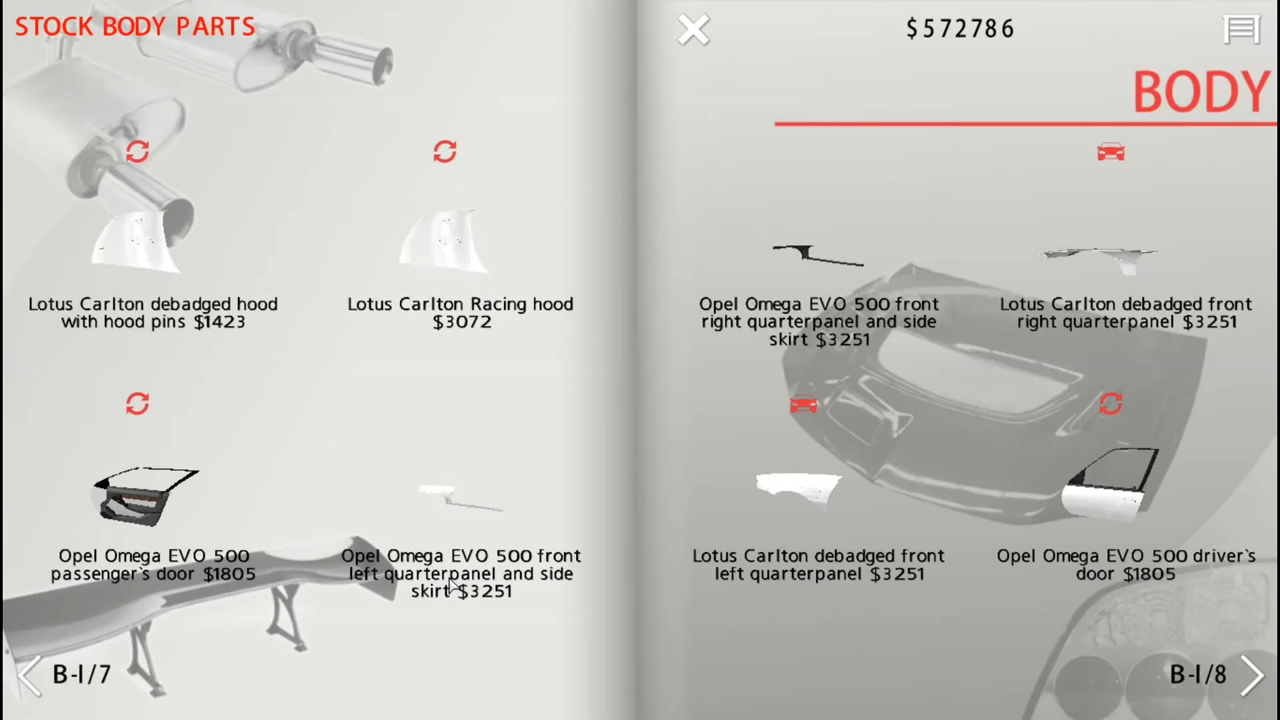 STOCK BODY PARTS
Lotus Carlton debadged hood
with hood pins $1423
Lotus Carlton Racing hood
$3072
Opel Omega EVO 500
passenger`s door $1805
Opel Omega EVO 500 front
left quarterpanel and side
skirt $3251
B-I/7
$572786
BODY
Opel Omega EVO 500 front
right quarterpanel and side
skirt $3251
Lotus Carlton debadged front
right quarterpanel $3251
Lotus Carlton debadged front
left quarterpanel $3251
Opel Omega EVO 500 driver`s
door $1805
B-I/8